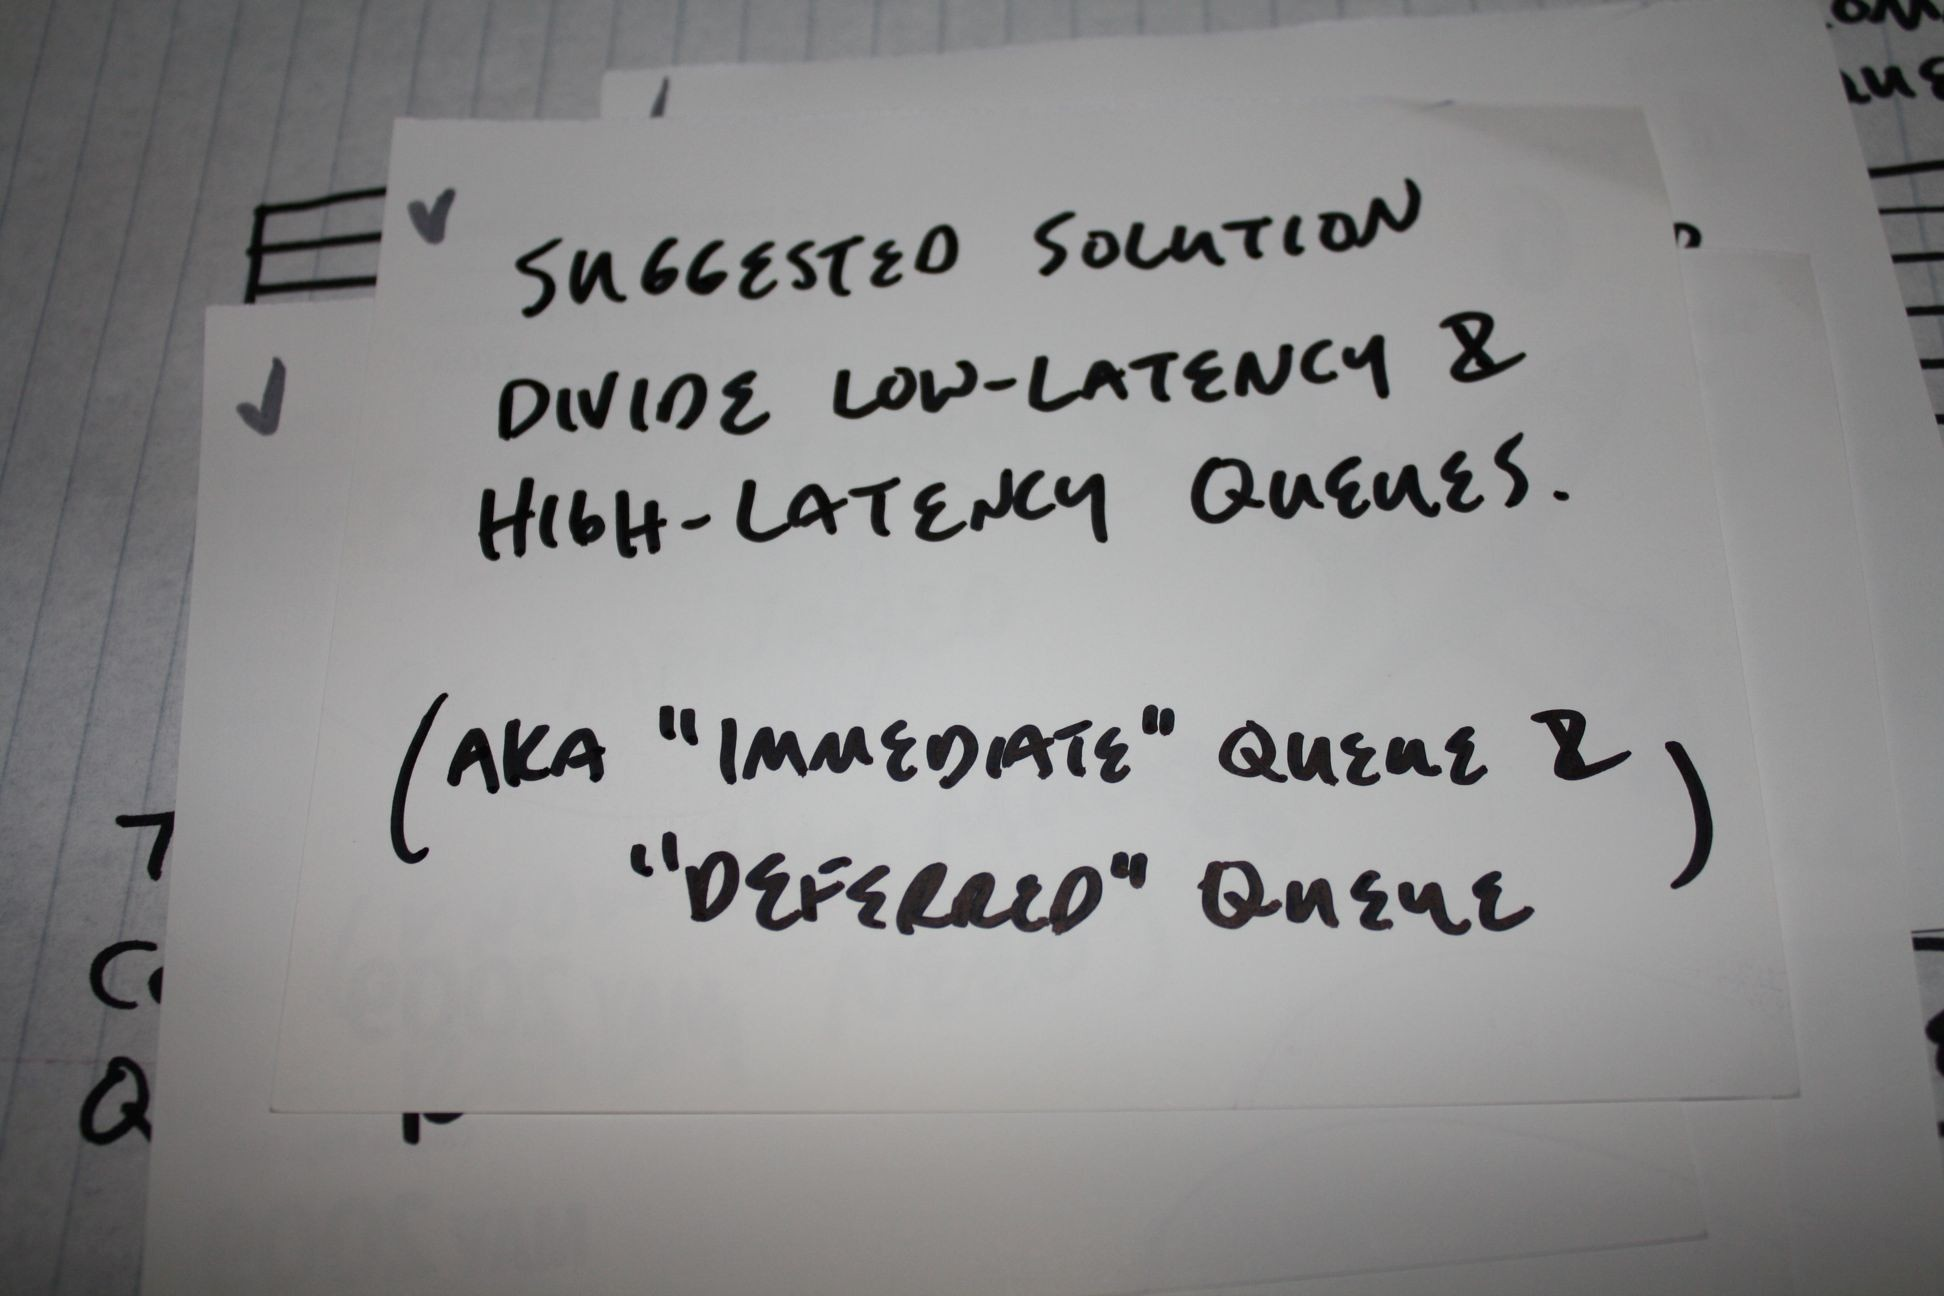 SUGGESTED SOLUTION
DIVIDE LOW-LATENCY &
HIGH-LATENCY QUEUES.
(AKA "IMMEDIATE" QUEUE &
"DEFERRED" QUEUE)